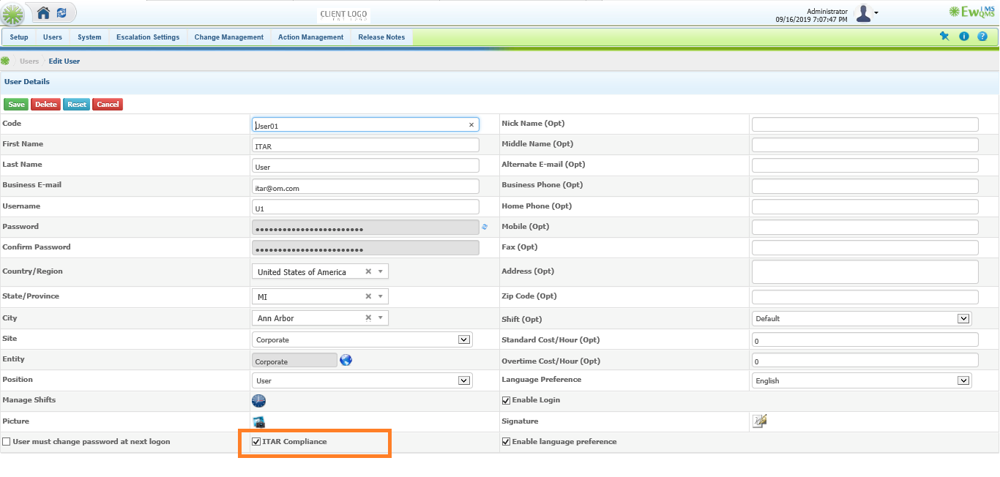 CLIENT LOGO
Administrator
09/16/2019 7:07:47 PM
EwQMS LMS
Setup Users System Escalation Settings Change Management Action Management Release Notes
Users Edit User
User Details
Save Delete Reset Cancel
Code User01 × Nick Name (Opt)
First Name ITAR Middle Name (Opt)
Last Name User Alternate E-mail (Opt)
Business E-mail itar@om.com Business Phone (Opt)
Username U1 Home Phone (Opt)
Password •••••••••••••••••••••••• Mobile (Opt)
Confirm Password •••••••••••••••••••••••• Fax (Opt)
Country/Region United States of America × Address (Opt)
State/Province MI × Zip Code (Opt)
City Ann Arbor × Shift (Opt) Default
Site Corporate Standard Cost/Hour (Opt) 0
Entity Corporate Overtime Cost/Hour (Opt) 0
Position User Language Preference English
Manage Shifts Enable Login
Picture Signature
User must change password at next logon ITAR Compliance Enable language preference